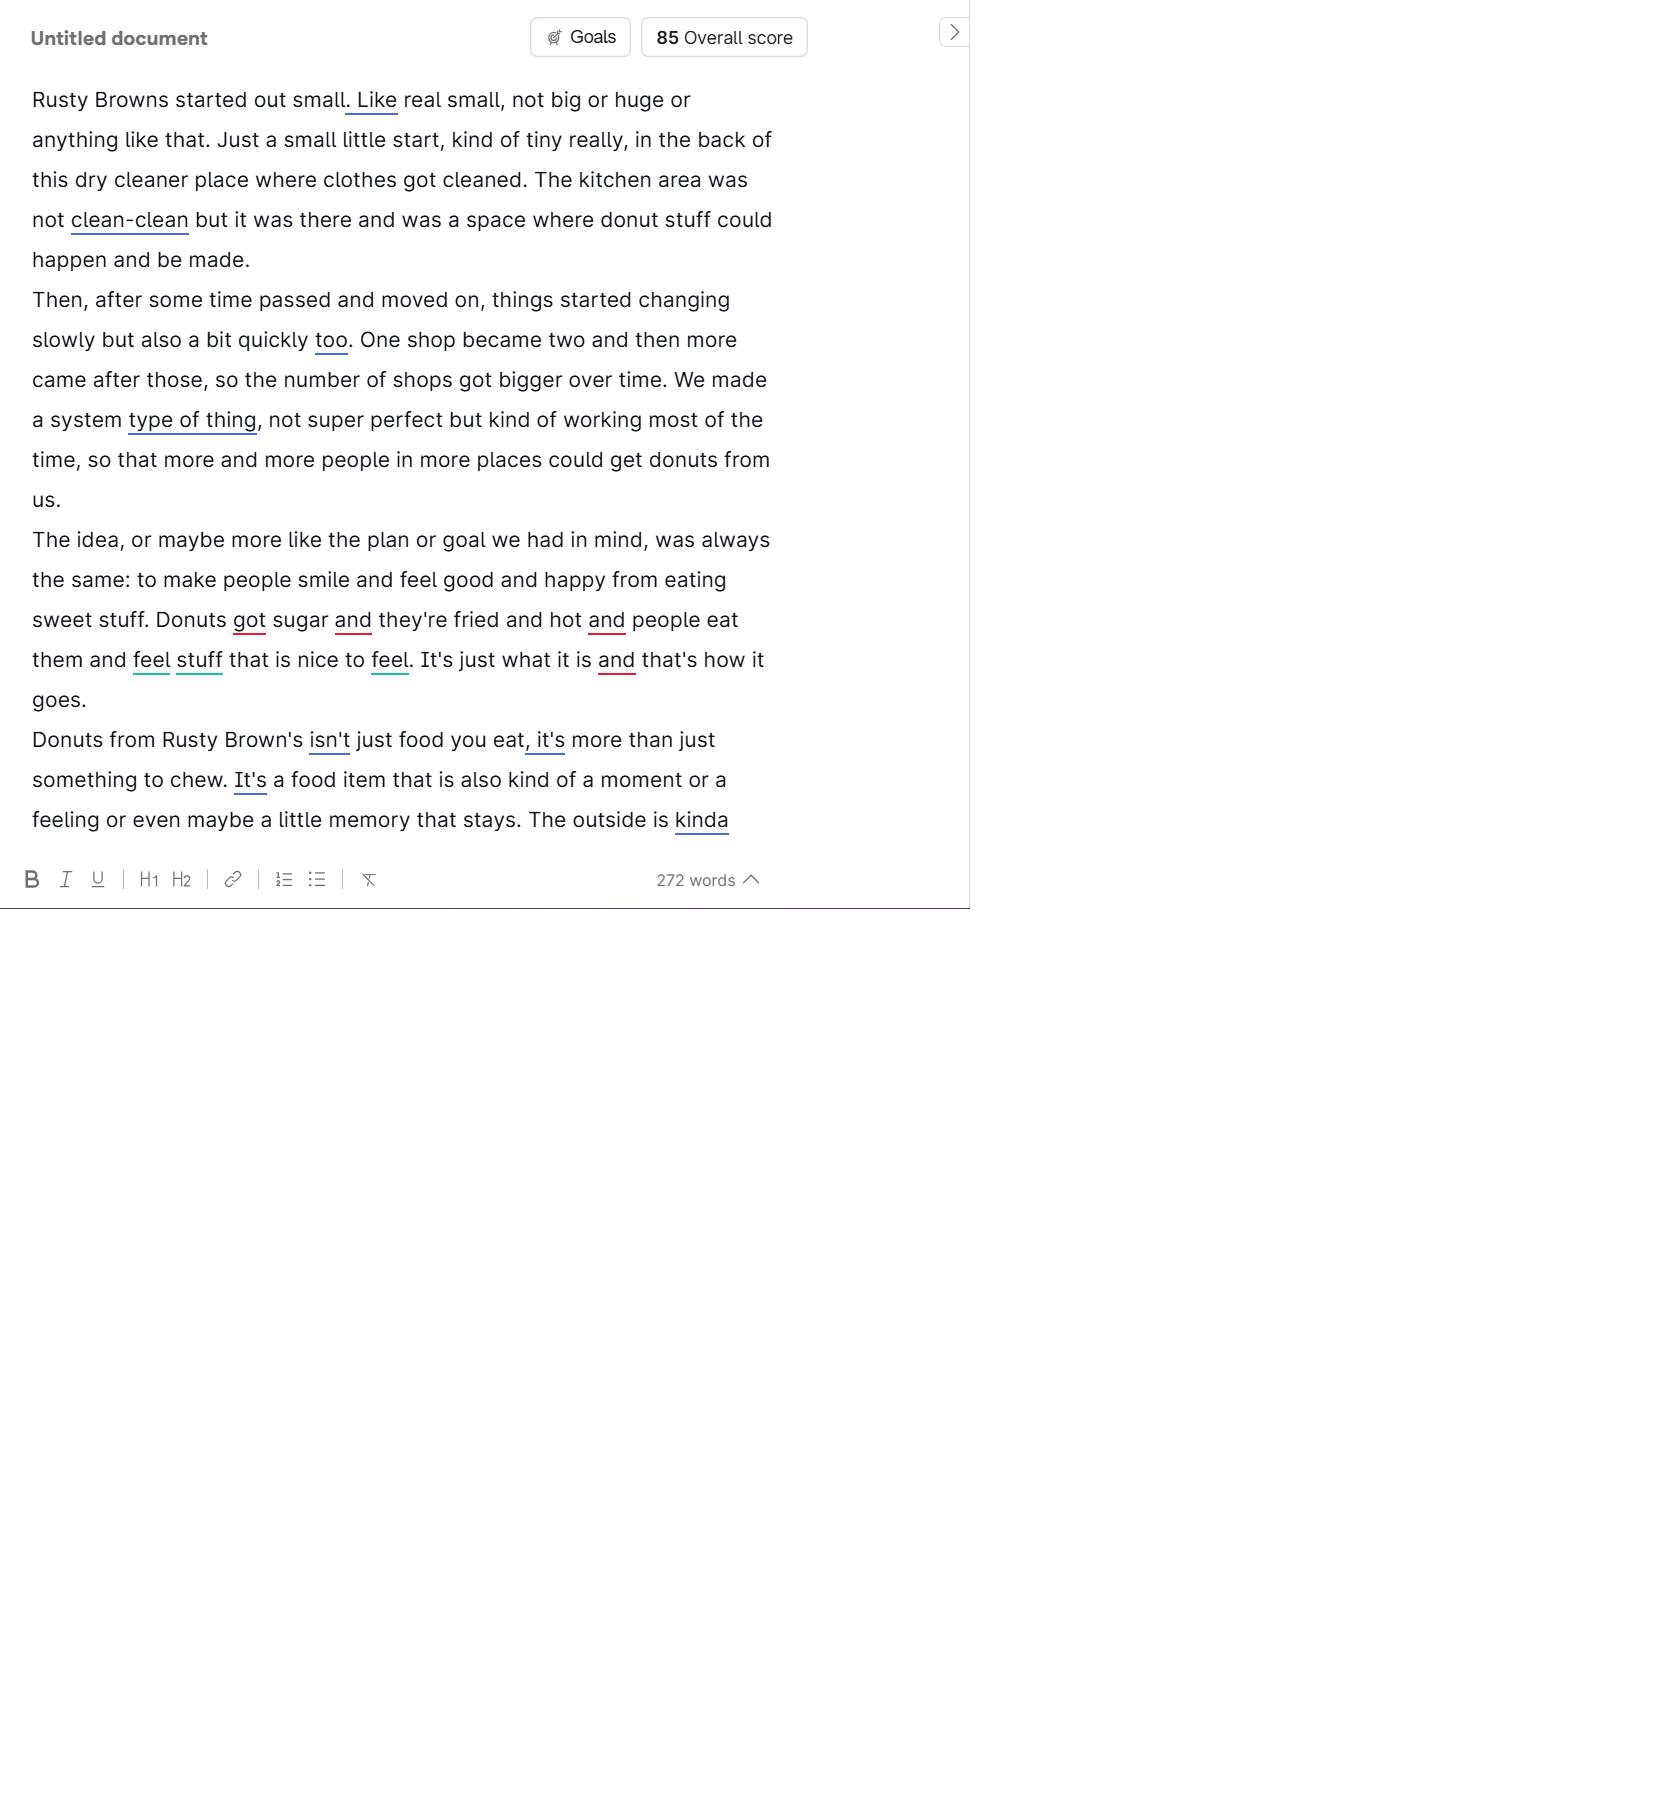 Untitled document
Goals
85 Overall score
Rusty Browns started out small. Like real small, not big or huge or
anything like that. Just a small little start, kind of tiny really, in the back of
this dry cleaner place where clothes got cleaned. The kitchen area was
not clean-clean but it was there and was a space where donut stuff could
happen and be made.
Then, after some time passed and moved on, things started changing
slowly but also a bit quickly too. One shop became two and then more
came after those, so the number of shops got bigger over time. We made
a system type of thing, not super perfect but kind of working most of the
time, so that more and more people in more places could get donuts from
us.
The idea, or maybe more like the plan or goal we had in mind, was always
the same: to make people smile and feel good and happy from eating
sweet stuff. Donuts got sugar and they're fried and hot and people eat
them and feel stuff that is nice to feel. It's just what it is and that's how it
goes.
Donuts from Rusty Brown's isn't just food you eat, it's more than just
something to chew. It's a food item that is also kind of a moment or a
feeling or even maybe a little memory that stays. The outside is kinda
B I U H1 H2 272 words